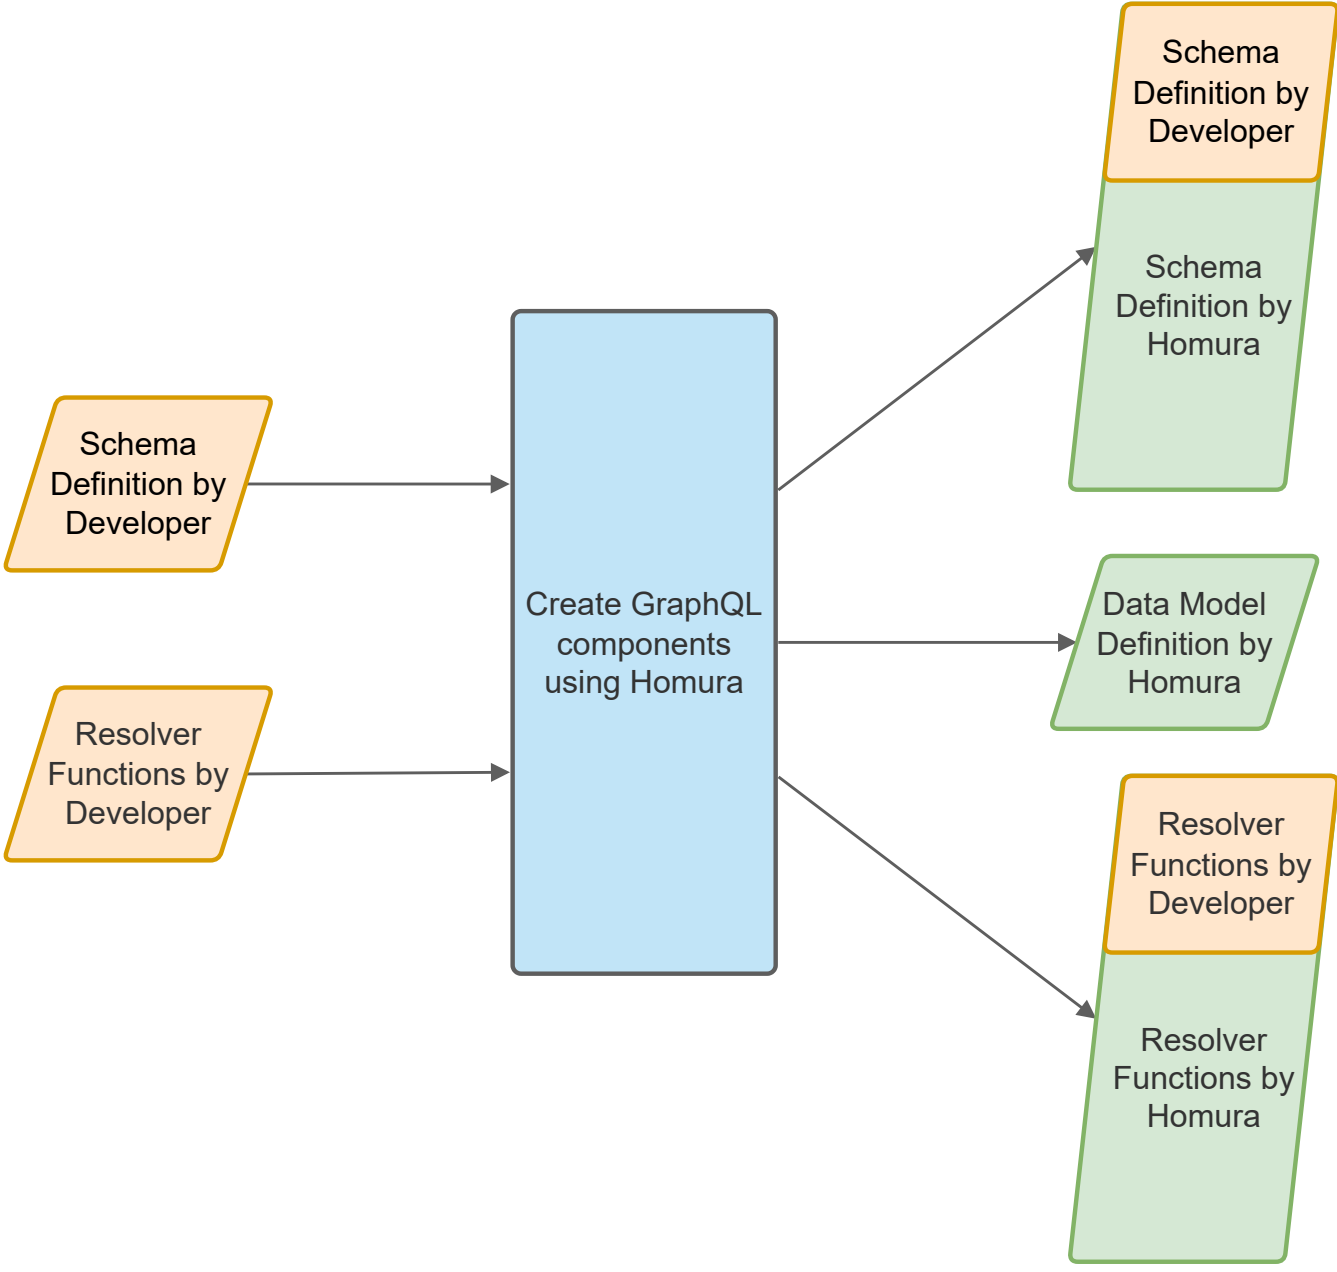 Schema
Definition by
Developer
Resolver
Functions by
Developer
Create GraphQL
components
using Homura
Schema
Definition by
Developer
Schema
Definition by
Homura
Data Model
Definition by
Homura
Resolver
Functions by
Developer
Resolver
Functions by
Homura